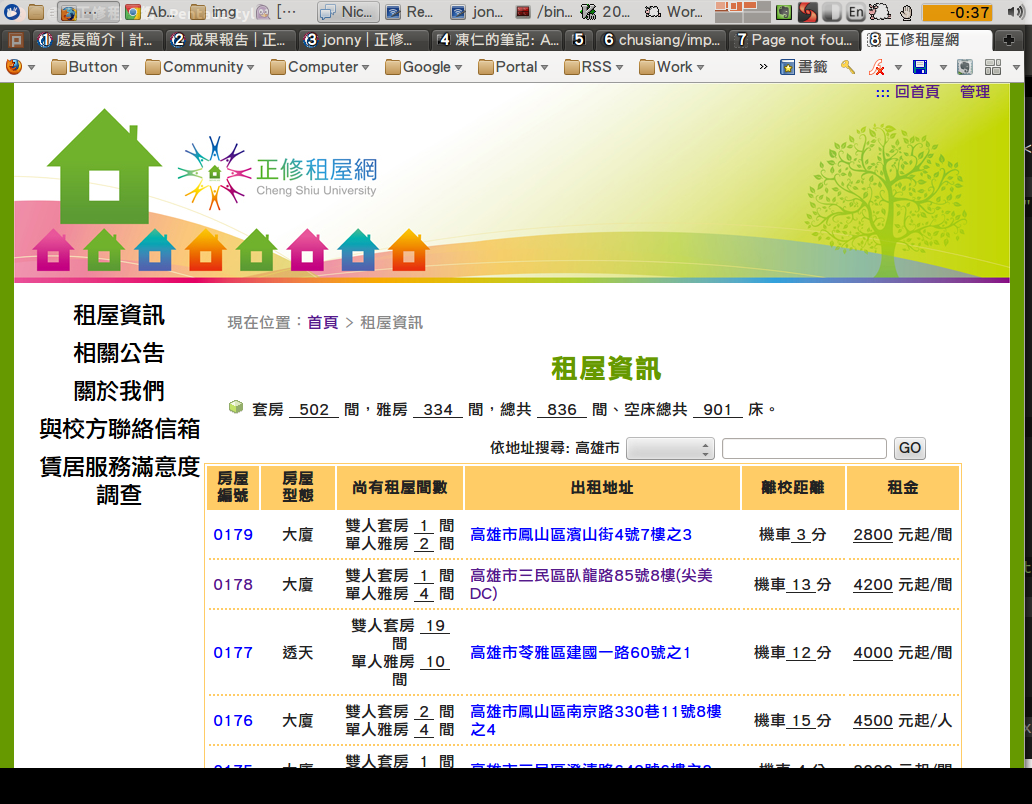 Ab...
img
[...
Nic...
Re...
jon...
/bin...
20...
Wor...
En
-0:37
1 處長簡介 | 計...
2 成果報告 | 正...
3 jonny | 正修...
4 凍仁的筆記: A...
5
6 chusiang/imp...
7 Page not fou...
8 正修租屋網
Button
Community
Computer
Google
Portal
RSS
Work
»
書籤
::: 回首頁 管理
正修租屋網
Cheng Shiu University
租屋資訊
相關公告
關於我們
與校方聯絡信箱
賃居服務滿意度
調查
現在位置：首頁 > 租屋資訊
租屋資訊
套房 502 間，雅房 334 間，總共 836 間、空床總共 901 床。
依地址搜尋: 高雄市 GO
房屋編號 房屋型態 尚有租屋間數 出租地址 離校距離 租金
0179 大廈 雙人套房 1 間
單人雅房 2 間 高雄市鳳山區濱山街4號7樓之3 機車 3 分 2800 元起/間
0178 大廈 雙人套房 1 間
單人雅房 4 間 高雄市三民區臥龍路85號8樓(尖美
DC) 機車 13 分 4200 元起/間
0177 透天 雙人套房 19
間
單人雅房 10
間 高雄市苓雅區建國一路60號之1 機車 12 分 4000 元起/間
0176 大廈 雙人套房 2 間
單人雅房 4 間 高雄市鳳山區南京路330巷11號8樓
之4 機車 15 分 4500 元起/人
雙人套房 1 間